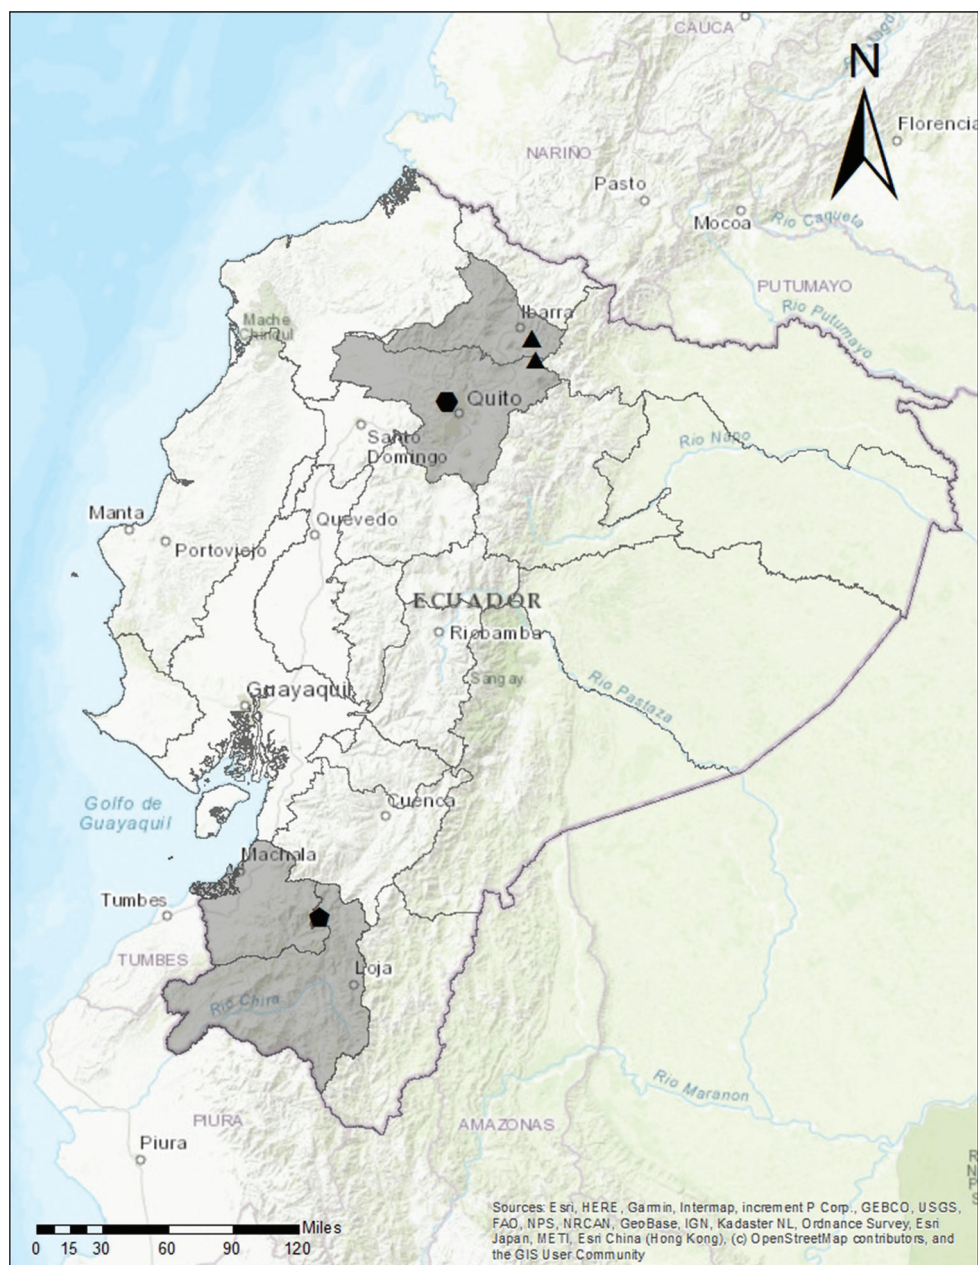 CAUCA
N
Florencia
NARIÑO
Pasto
Mocoa
Rio Caqueta
PUTUMAYO
Rio Putumayo
Ibarra
Mache
Chindul
Quito
Santo
Domingo
Rio Napo
Manta
Quevedo
Portoviejo
ECUADOR
Riobamba
Sangay
Rio Pastaza
Guayaquil
Golfo de
Guayaquil
Cuenca
Machala
Tumbes
TUMBES
Loja
Rio Chira
Rio Maranon
PIURA
AMAZONAS
Piura
Miles
0 15 30 60 90 120
Sources: Esri, HERE, Garmin, Intermap, increment P Corp., GEBCO, USGS,
FAO, NPS, NRCAN, GeoBase, IGN, Kadaster NL, Ordnance Survey, Esri
Japan, METI, Esri China (Hong Kong), (c) OpenStreetMap contributors, and
the GIS User Community